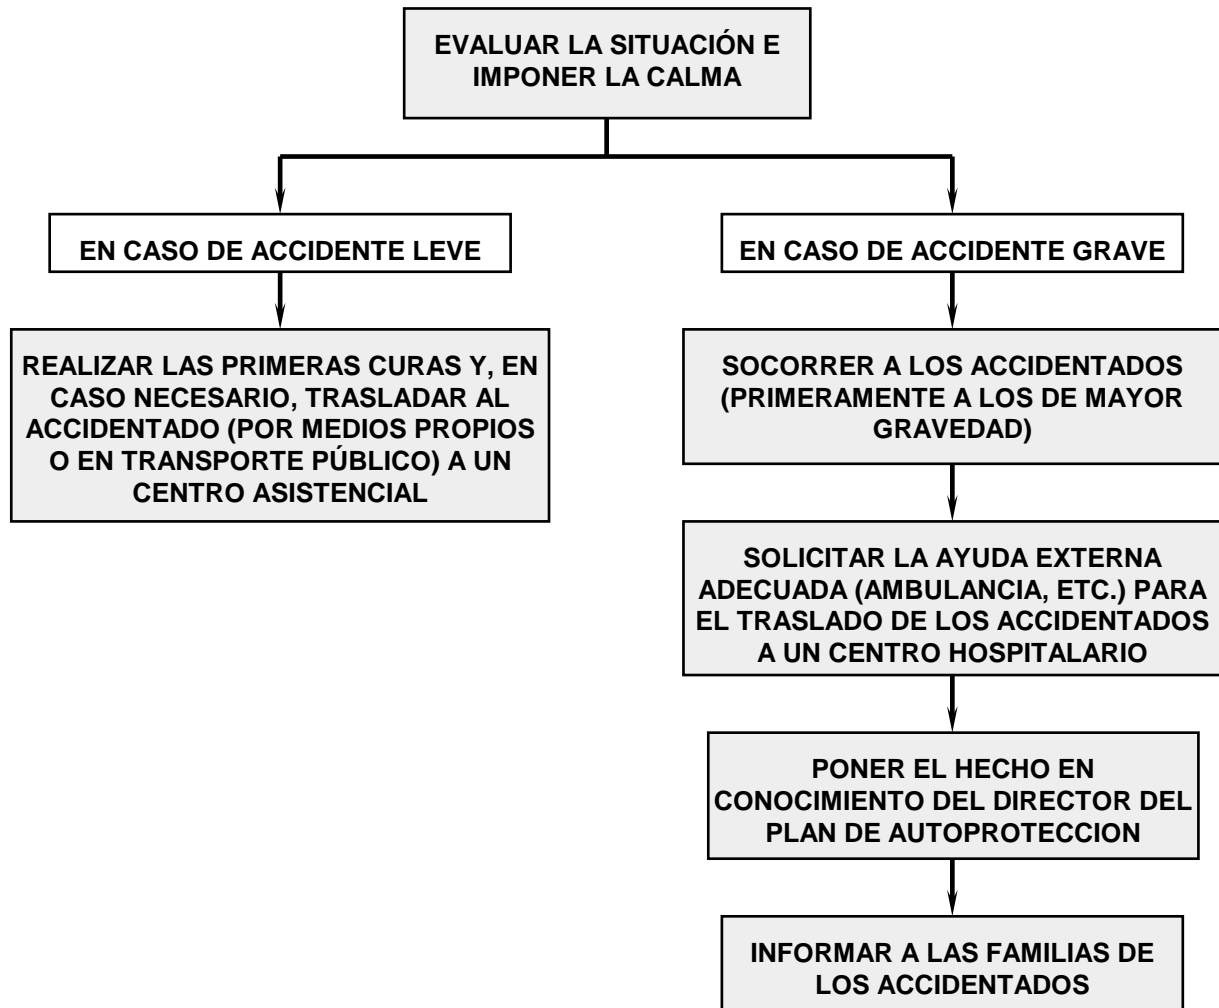 EVALUAR LA SITUACIÓN E
IMPONER LA CALMA
EN CASO DE ACCIDENTE LEVE
EN CASO DE ACCIDENTE GRAVE
REALIZAR LAS PRIMERAS CURAS Y, EN
CASO NECESARIO, TRASLADAR AL
ACCIDENTADO (POR MEDIOS PROPIOS
O EN TRANSPORTE PÚBLICO) A UN
CENTRO ASISTENCIAL
SOCORRER A LOS ACCIDENTADOS
(PRIMERAMENTE A LOS DE MAYOR
GRAVEDAD)
SOLICITAR LA AYUDA EXTERNA
ADECUADA (AMBULANCIA, ETC.) PARA
EL TRASLADO DE LOS ACCIDENTADOS
A UN CENTRO HOSPITALARIO
PONER EL HECHO EN
CONOCIMIENTO DEL DIRECTOR DEL
PLAN DE AUTOPROTECCION
INFORMAR A LAS FAMILIAS DE
LOS ACCIDENTADOS